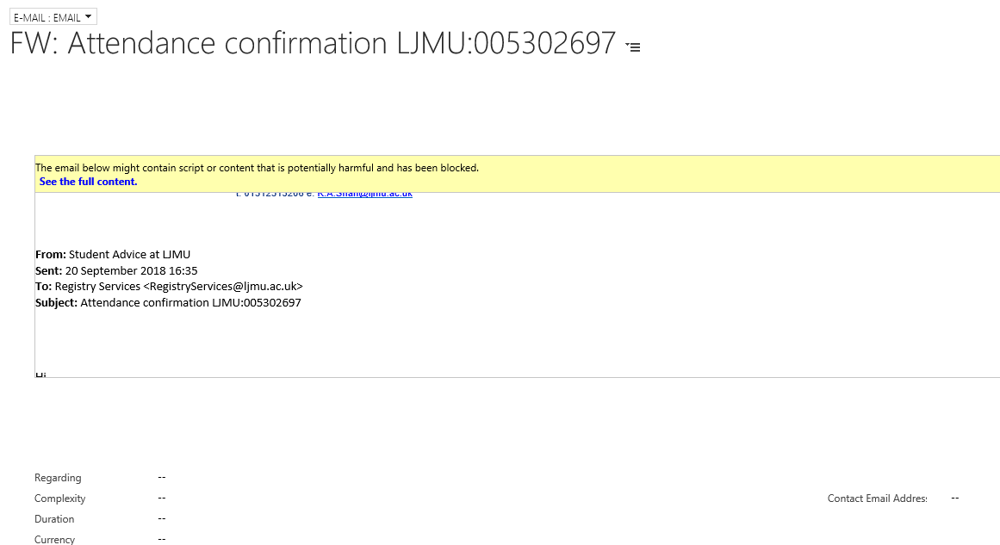 E-MAIL : EMAIL
FW: Attendance confirmation LJMU:005302697
The email below might contain script or content that is potentially harmful and has been blocked.
See the full content.
t: 01512313206 e: K.A.Shah@ljmu.ac.uk
From: Student Advice at LJMU
Sent: 20 September 2018 16:35
To: Registry Services <RegistryServices@ljmu.ac.uk>
Subject: Attendance confirmation LJMU:005302697
Hi
Regarding --
Complexity -- Contact Email Address --
Duration --
Currency --